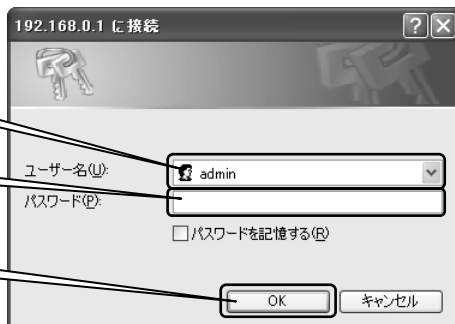 192.168.0.1 に接続
ユーザー名(U):
admin
パスワード(P):
パスワードを記憶する(R)
OK
キャンセル